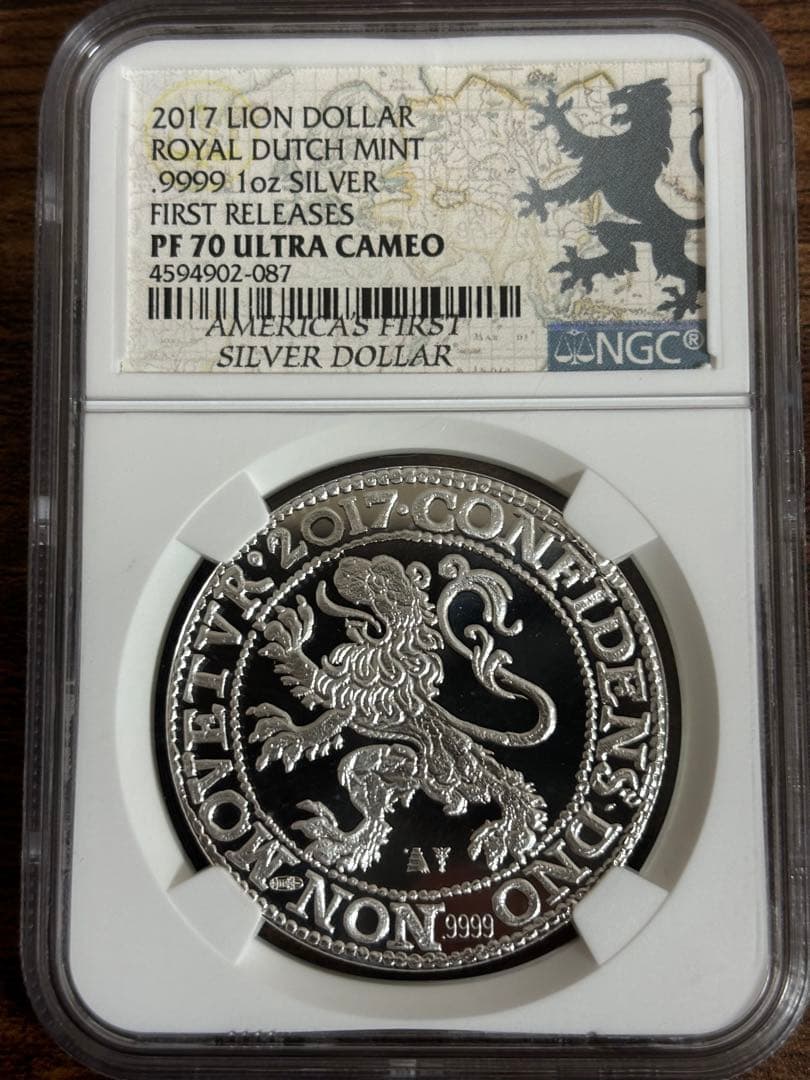 2017 LION DOLLAR
ROYAL DUTCH MINT
.9999 1oz SILVER
FIRST RELEASES
PF 70 ULTRA CAMEO
4594902-087
AMERICA'S FIRST
SILVER DOLLAR
NGC®
·2017· CONFIDENS· DNO NON MOVETVR
.9999